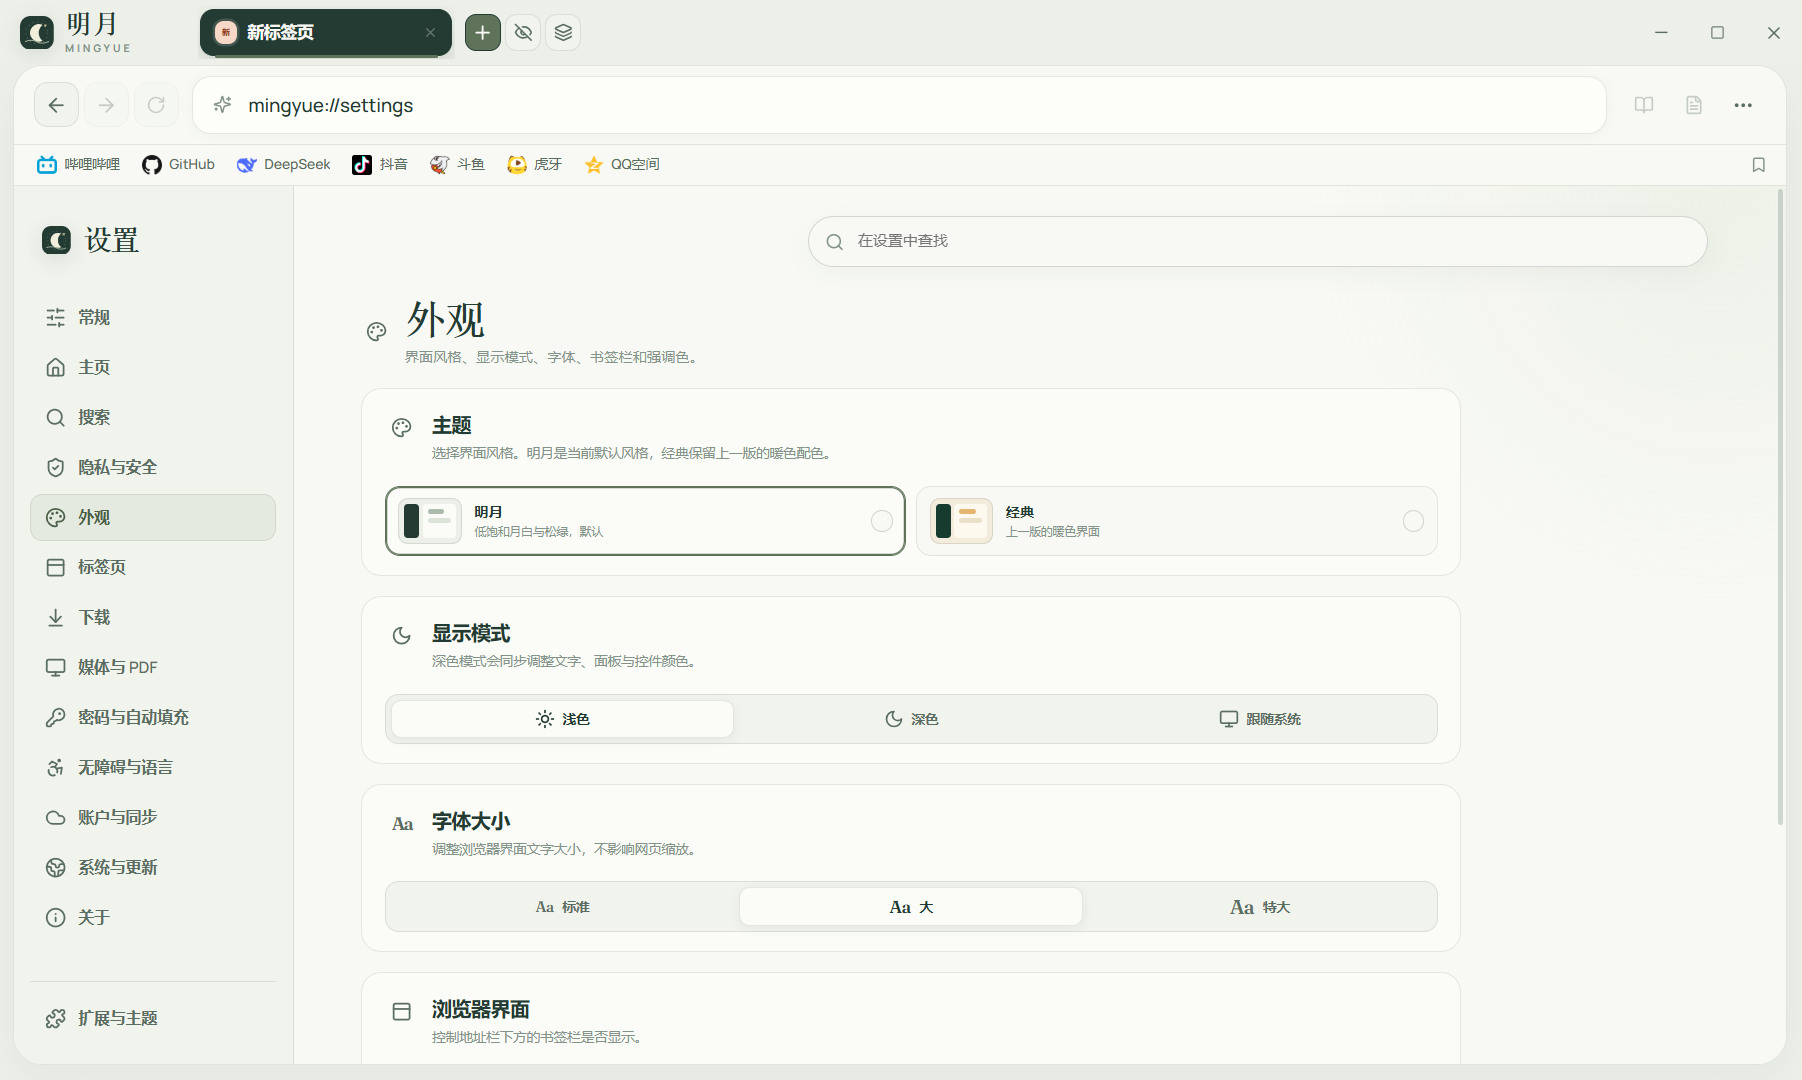 明月
MINGYUE
新
新标签页
mingyue://settings
哔哩哔哩
GitHub
DeepSeek
抖音
斗鱼
虎牙
QQ空间
设置
在设置中查找
常规
主页
搜索
隐私与安全
外观
标签页
下载
媒体与 PDF
密码与自动填充
无障碍与语言
账户与同步
系统与更新
关于
扩展与主题
外观
界面风格、显示模式、字体、书签栏和强调色。
主题
选择界面风格。明月是当前默认风格，经典保留上一版的暖色配色。
明月
低饱和月白与松绿，默认
经典
上一版的暖色界面
显示模式
深色模式会同步调整文字、面板与控件颜色。
浅色
深色
跟随系统
Aa 字体大小
调整浏览器界面文字大小，不影响网页缩放。
Aa 标准
Aa 大
Aa 特大
浏览器界面
控制地址栏下方的书签栏是否显示。